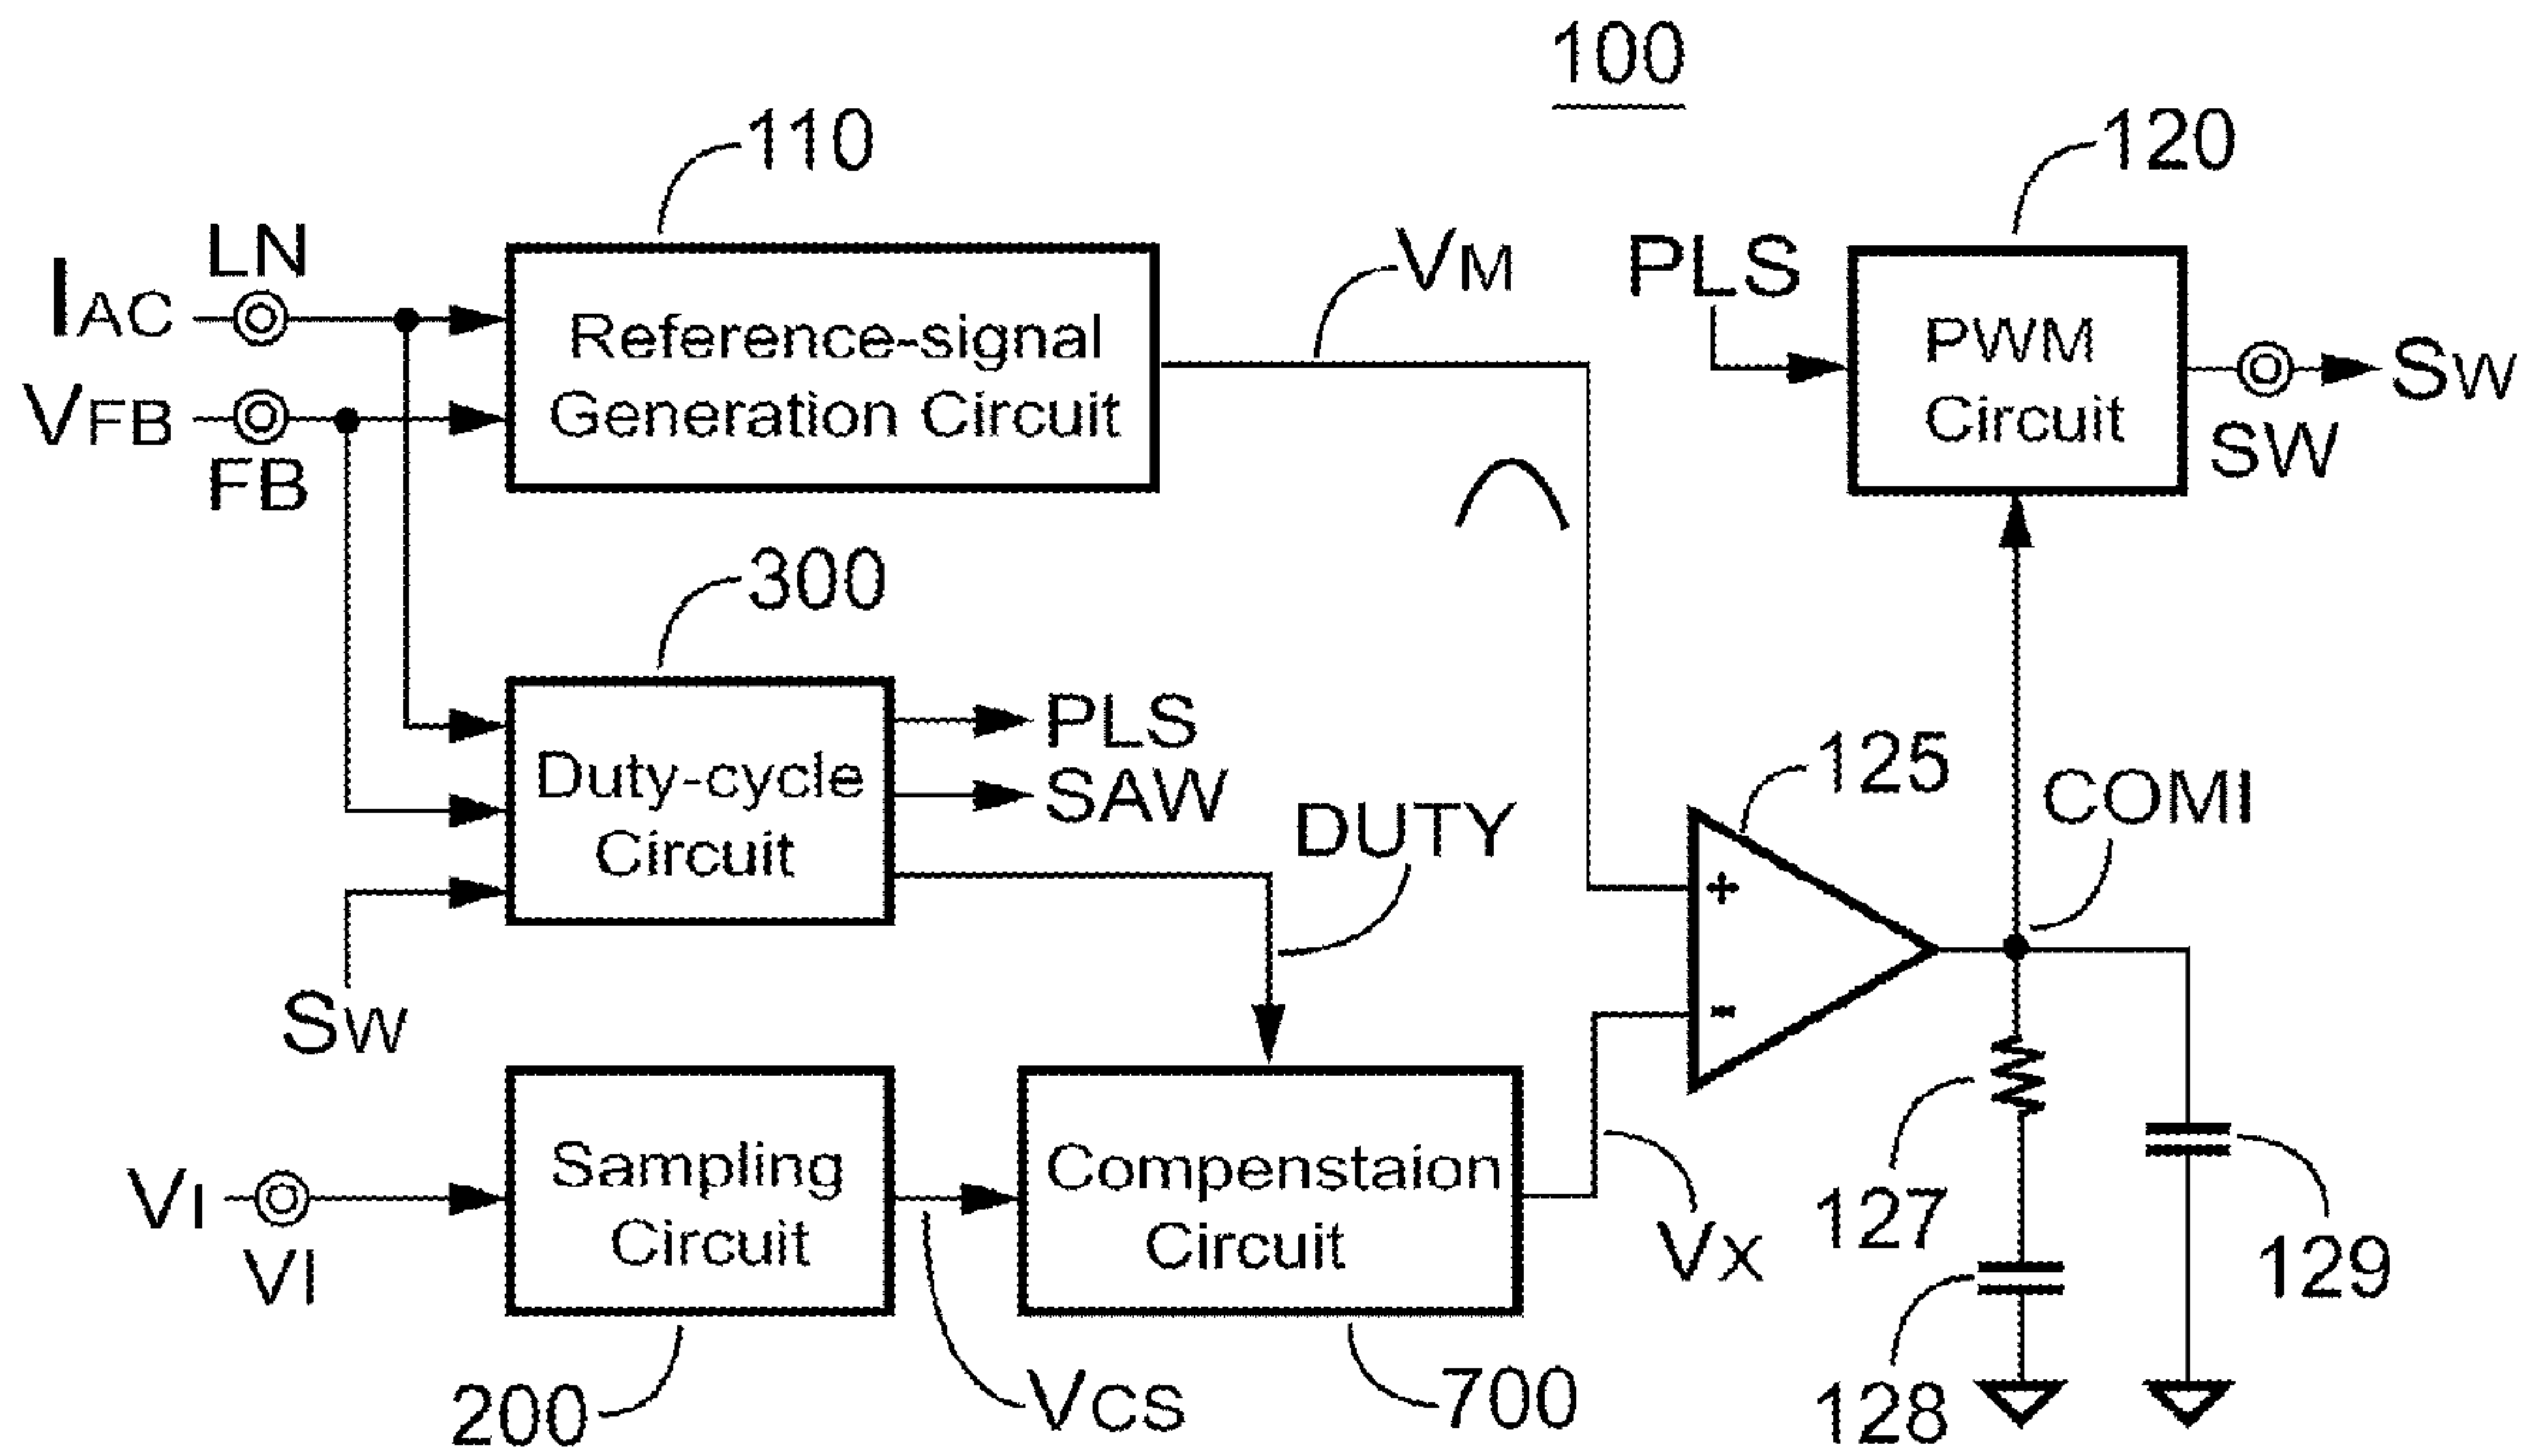 100
110
120
LN
IAC
VFB
FB
Reference-signal
Generation Circuit
VM
PLS
PWM
Circuit
SW
SW
300
Duty-cycle
Circuit
PLS
SAW
DUTY
SW
125
+
-
COMI
VI
VI
Sampling
Circuit
200
VCS
Compenstaion
Circuit
700
VX
127
128
129